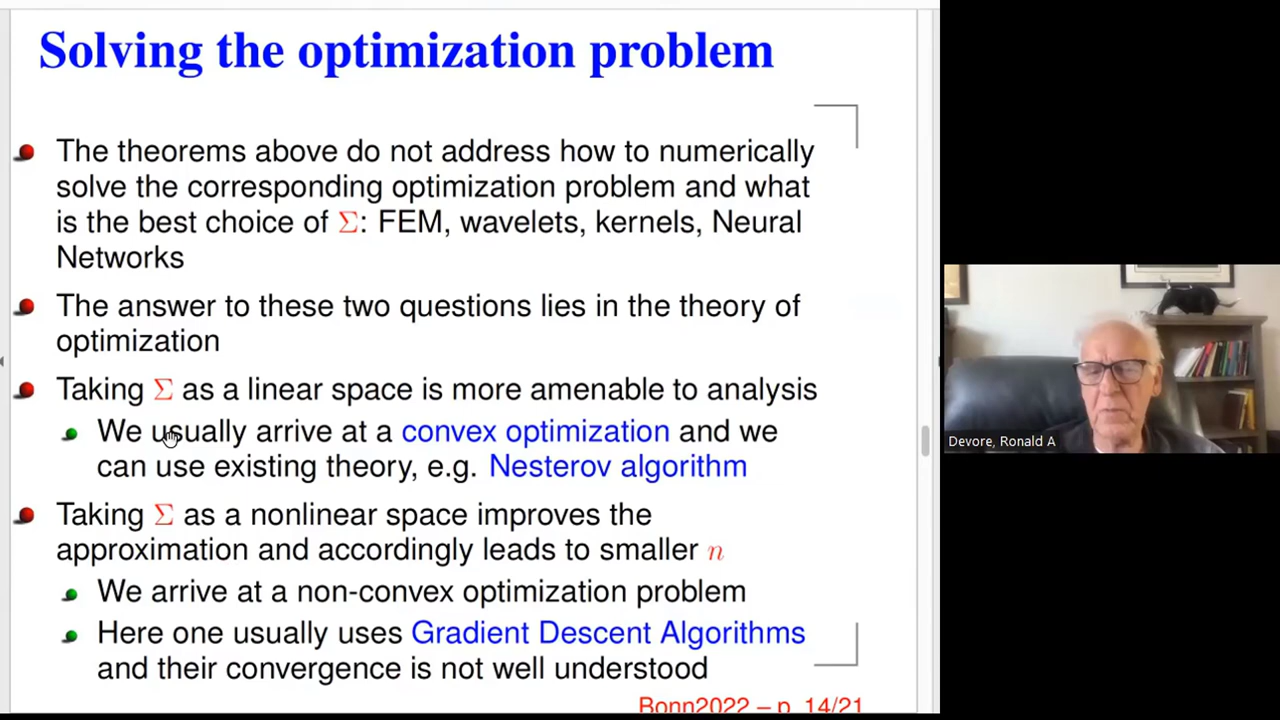 Solving the optimization problem
The theorems above do not address how to numerically
solve the corresponding optimization problem and what
is the best choice of Σ: FEM, wavelets, kernels, Neural
Networks
The answer to these two questions lies in the theory of
optimization
Taking Σ as a linear space is more amenable to analysis
We usually arrive at a convex optimization and we
can use existing theory, e.g. Nesterov algorithm
Taking Σ as a nonlinear space improves the
approximation and accordingly leads to smaller n
We arrive at a non-convex optimization problem
Here one usually uses Gradient Descent Algorithms
and their convergence is not well understood
Bonn2022 – p. 14/21
Devore, Ronald A